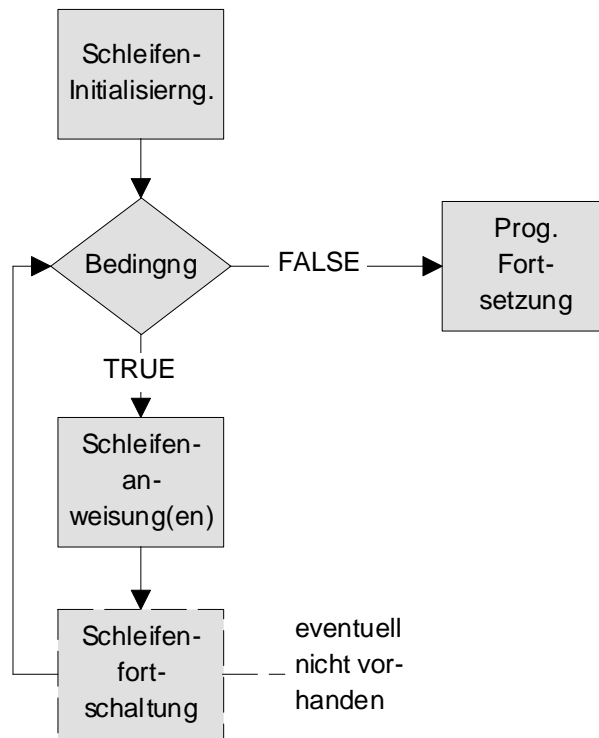 Schleifen-
Initialisierng.
Bedingng
FALSE
Prog.
Fort-
setzung
TRUE
Schleifen-
an-
weisung(en)
Schleifen-
fort-
schaltung
eventuell
nicht vor-
handen